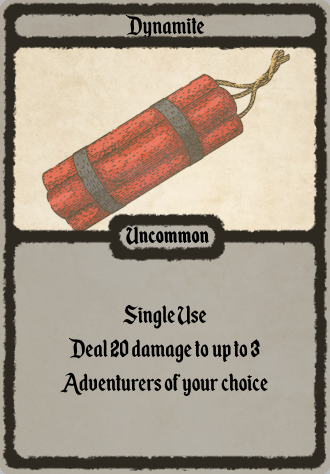 Dynamite
Uncommon
Single Use
Deal 20 damage to up to 3
Adventurers of your choice